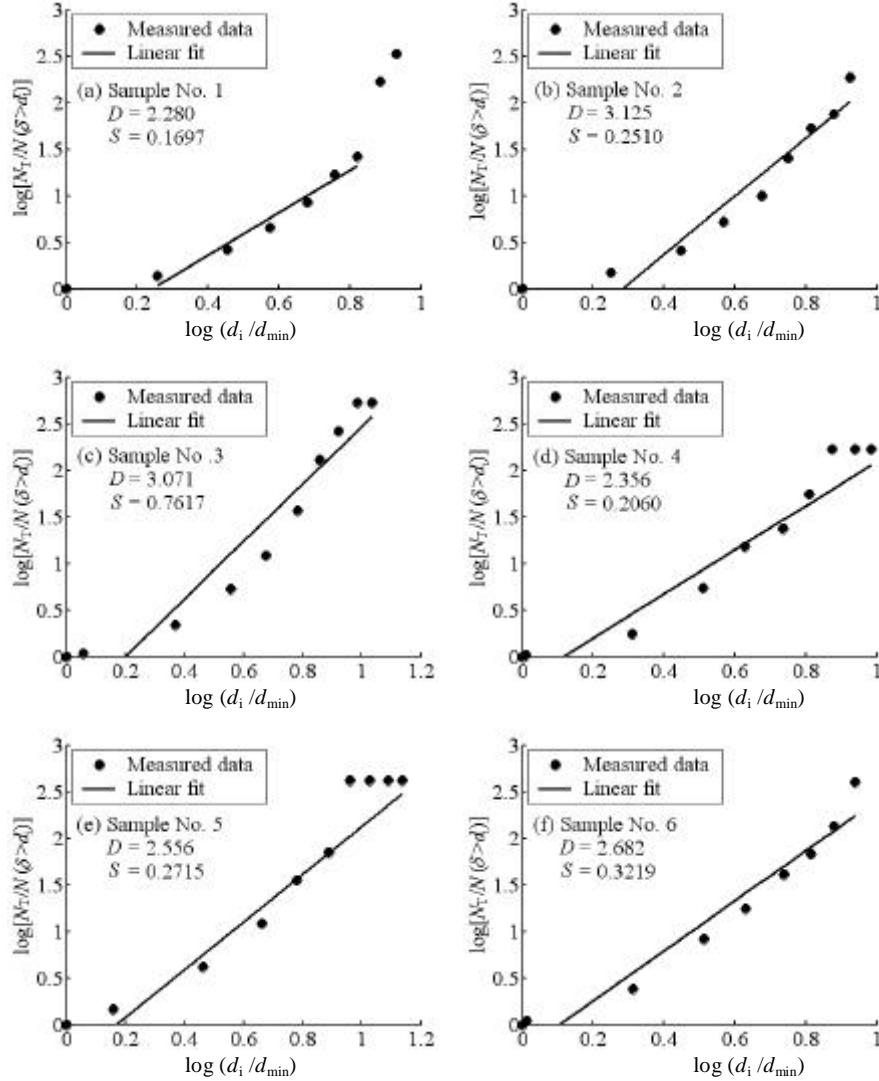 3
2.5
2
1.5
1
0.5
0
log[N_T/N(δ>d_i)]
Measured data
Linear fit
(a) Sample No. 1
D = 2.280
S = 0.1697
0 0.2 0.4 0.6 0.8 1
log (d_i /d_min)
3
2.5
2
1.5
1
0.5
0
log[N_T/N(δ>d_i)]
Measured data
Linear fit
(b) Sample No. 2
D = 3.125
S = 0.2510
0 0.2 0.4 0.6 0.8 1
log (d_i /d_min)
3
2.5
2
1.5
1
0.5
0
log[N_T/N(δ>d_i)]
Measured data
Linear fit
(c) Sample No .3
D = 3.071
S = 0.7617
0 0.2 0.4 0.6 0.8 1 1.2
log (d_i /d_min)
3
2.5
2
1.5
1
0.5
0
log[N_T/N(δ>d_i)]
Measured data
Linear fit
(d) Sample No. 4
D = 2.356
S = 0.2060
0 0.2 0.4 0.6 0.8 1
log (d_i /d_min)
3
2.5
2
1.5
1
0.5
0
log[N_T/N(δ>d_i)]
Measured data
Linear fit
(e) Sample No. 5
D = 2.556
S = 0.2715
0 0.2 0.4 0.6 0.8 1 1.2
log (d_i /d_min)
3
2.5
2
1.5
1
0.5
0
log[N_T/N(δ>d_i)]
Measured data
Linear fit
(f) Sample No. 6
D = 2.682
S = 0.3219
0 0.2 0.4 0.6 0.8 1
log (d_i /d_min)